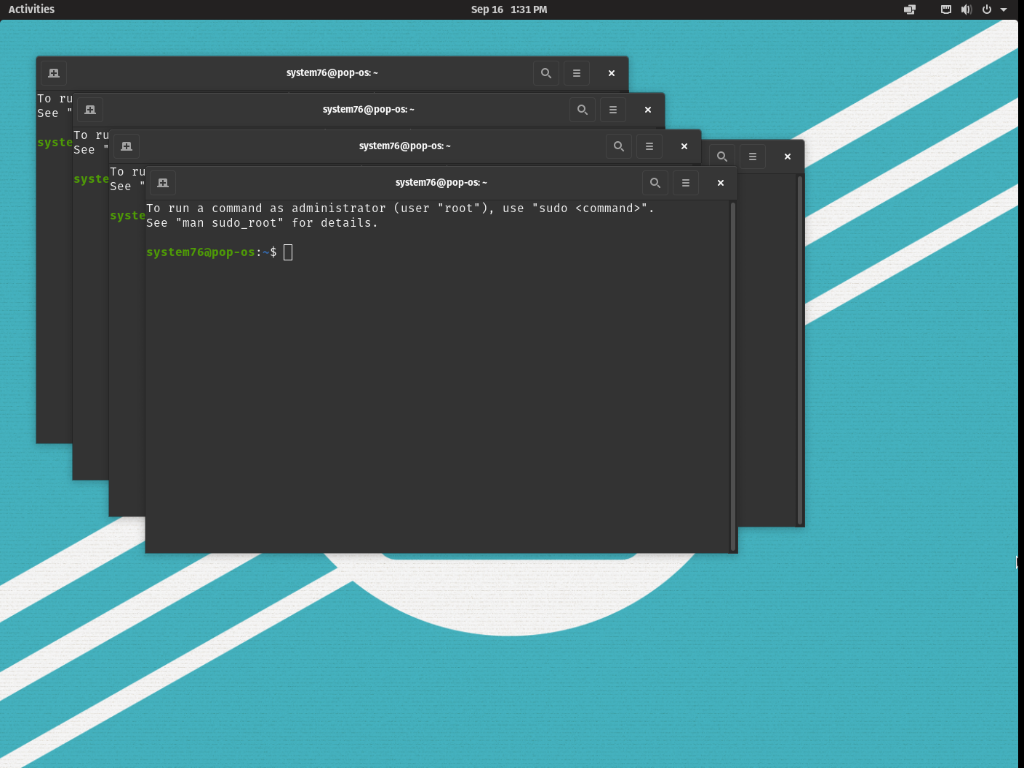 Activities
Sep 16 1:31 PM
system76@pop-os: ~
To ru
See "
syste
system76@pop-os: ~
To ru
See "
syste
system76@pop-os: ~
To ru
See "
syste
system76@pop-os: ~
To run a command as administrator (user "root"), use "sudo <command>".
See "man sudo_root" for details.
system76@pop-os:~$